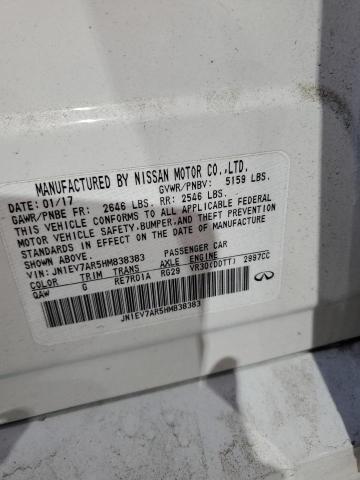 MANUFACTURED BY NISSAN MOTOR CO.,LTD.
DATE: 01/17 GVWR/PNBV: 5159 LBS.
GAWR/PNBE FR: 2646 LBS. RR: 2546 LBS.
THIS VEHICLE CONFORMS TO ALL APPLICABLE FEDERAL
MOTOR VEHICLE SAFETY, BUMPER, AND THEFT PREVENTION
STANDARDS IN EFFECT ON THE DATE OF MANUFACTURE
SHOWN ABOVE.
VIN: JN1EV7AR5HM838383 PASSENGER CAR
COLOR TRIM TRANS AXLE ENGINE
QAW G RE7R01A RG29 VR30(DDTT) 2997CC
JN1EV7AR5HM838383
INFINITI